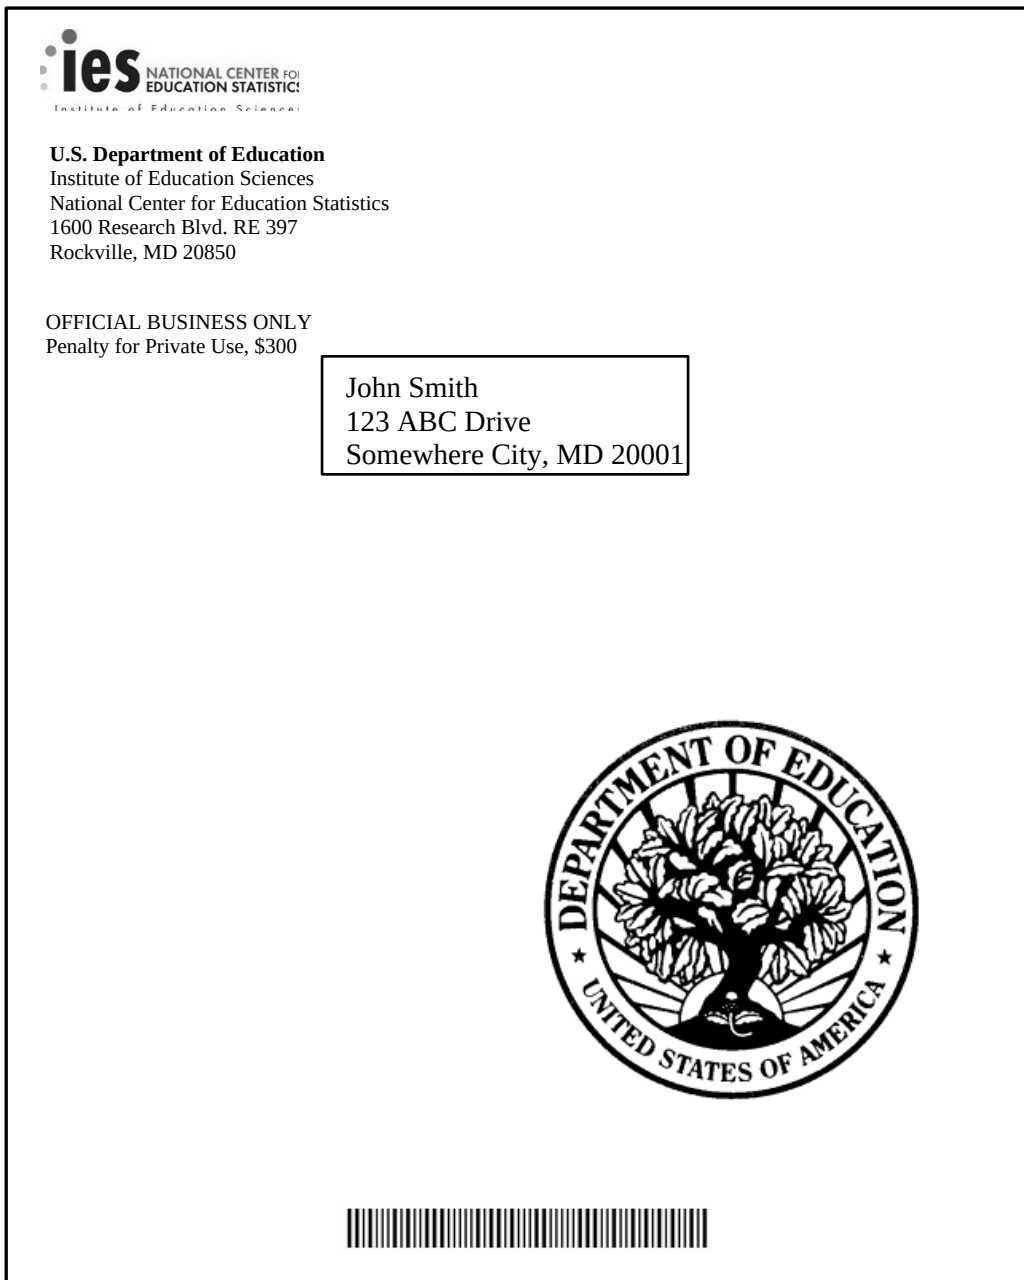 ies NATIONAL CENTER FOR
EDUCATION STATISTICS
Institute of Education Sciences
U.S. Department of Education
Institute of Education Sciences
National Center for Education Statistics
1600 Research Blvd. RE 397
Rockville, MD 20850
OFFICIAL BUSINESS ONLY
Penalty for Private Use, $300
John Smith
123 ABC Drive
Somewhere City, MD 20001
DEPARTMENT OF EDUCATION
UNITED STATES OF AMERICA